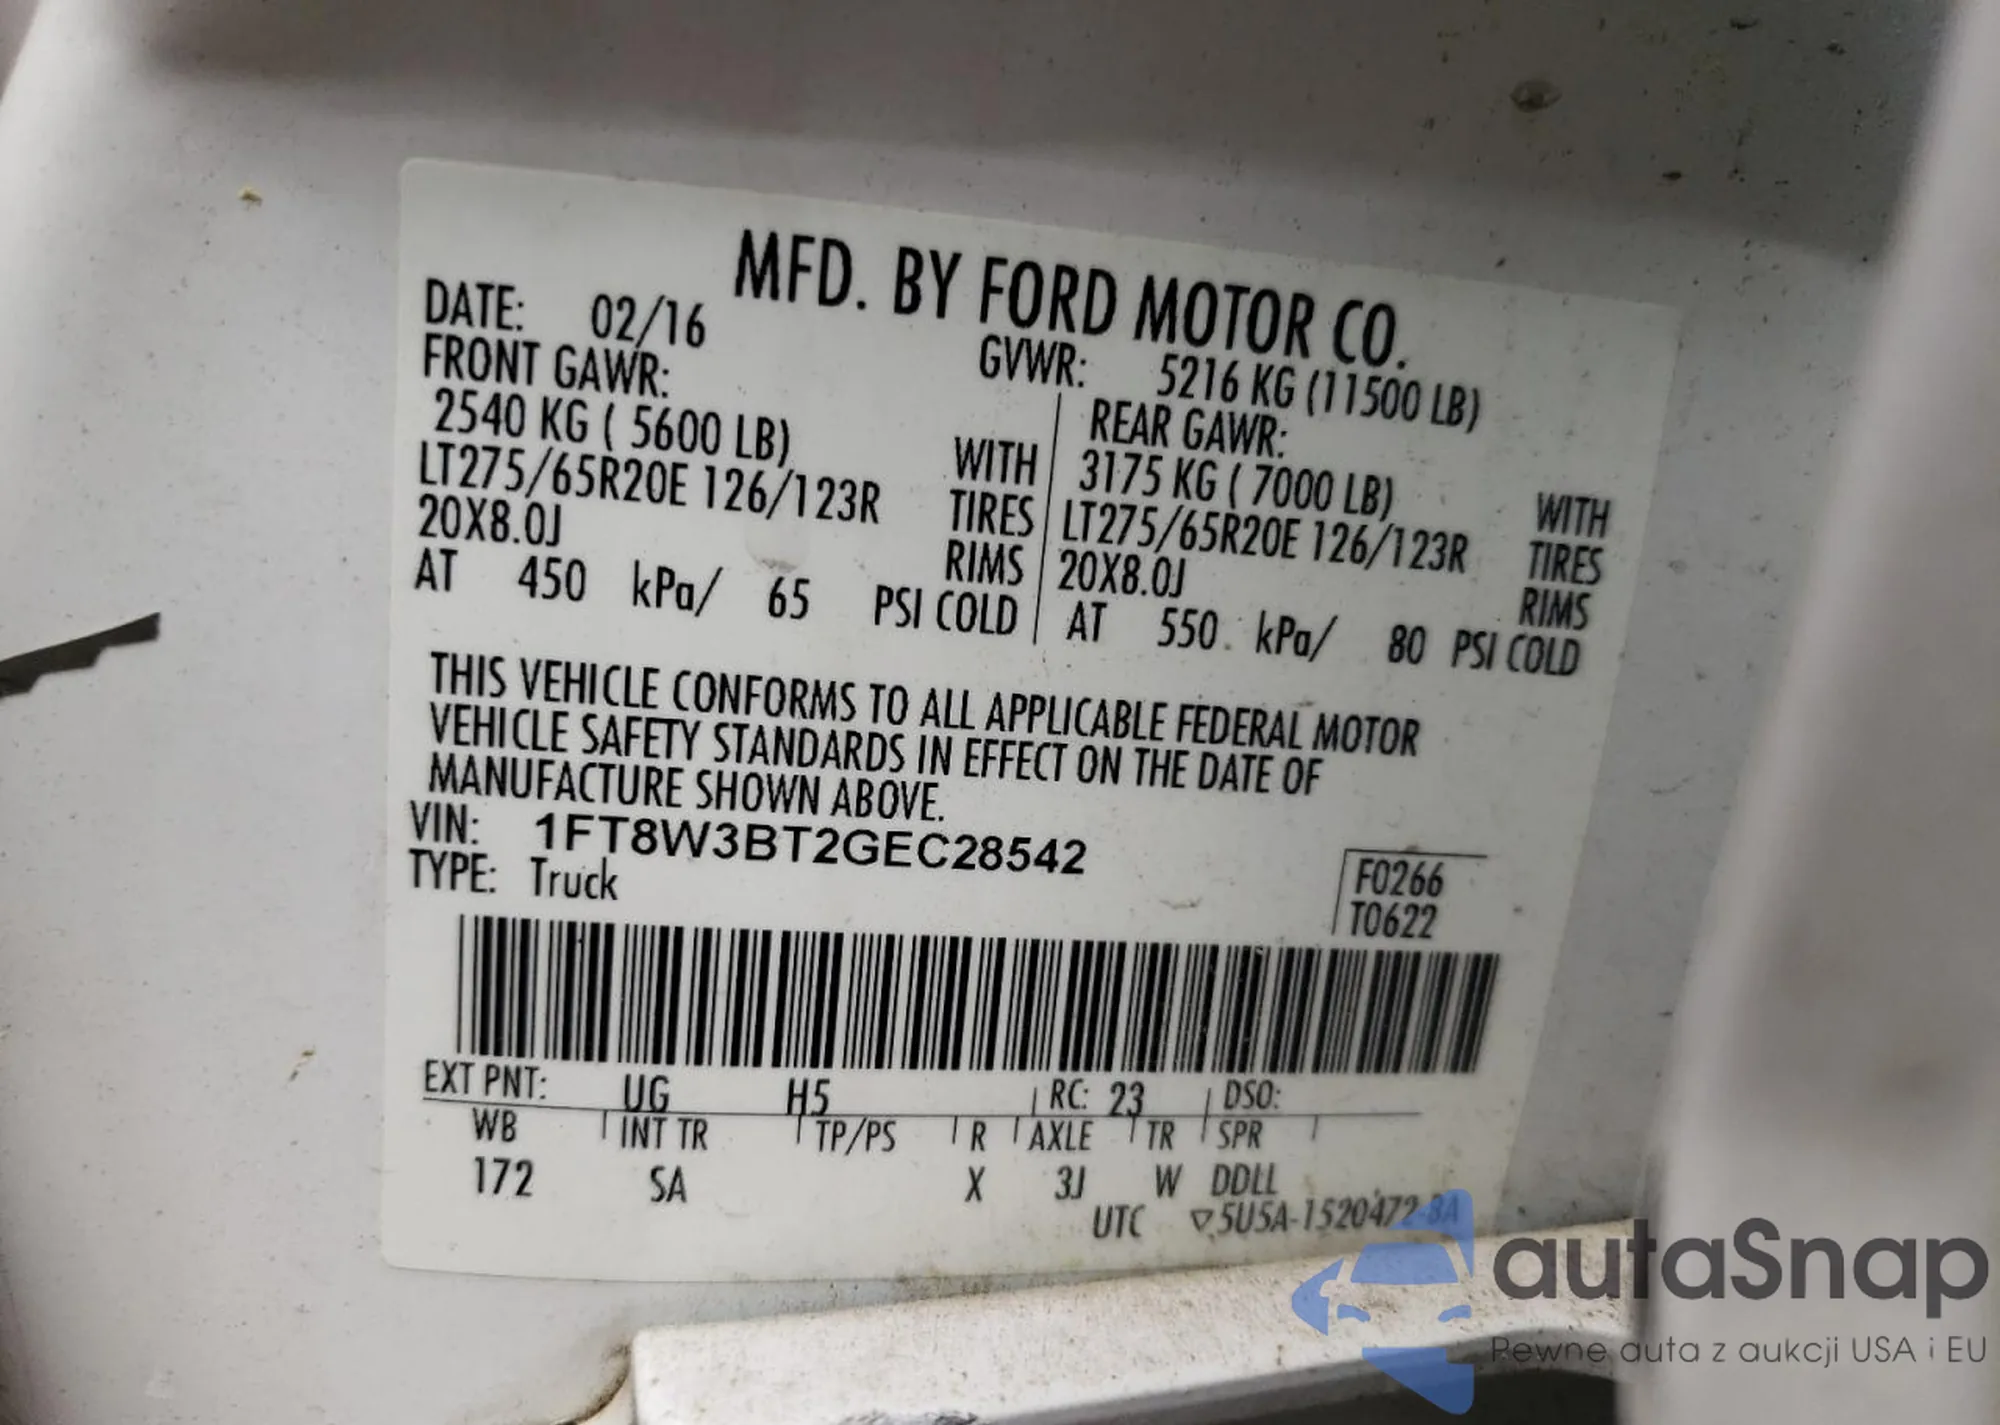 MFD. BY FORD MOTOR CO.
DATE: 02/16
GVWR: 5216 KG (11500 LB)
FRONT GAWR:
2540 KG ( 5600 LB) WITH
LT275/65R20E 126/123R TIRES
20X8.0J RIMS
AT 450 kPa/ 65 PSI COLD
REAR GAWR:
3175 KG ( 7000 LB) WITH
LT275/65R20E 126/123R TIRES
20X8.0J RIMS
AT 550 kPa/ 80 PSI COLD
THIS VEHICLE CONFORMS TO ALL APPLICABLE FEDERAL MOTOR
VEHICLE SAFETY STANDARDS IN EFFECT ON THE DATE OF
MANUFACTURE SHOWN ABOVE.
VIN: 1FT8W3BT2GEC28542
TYPE: Truck
F0266
T0622
EXT PNT: UG H5 RC: 23 DSO:
WB INT TR TP/PS R AXLE TR SPR
172 SA X 3J W DDLL
UTC ▽5U5A-1520472-BA
autaSnap
Pewne auta z aukcji USA i EU